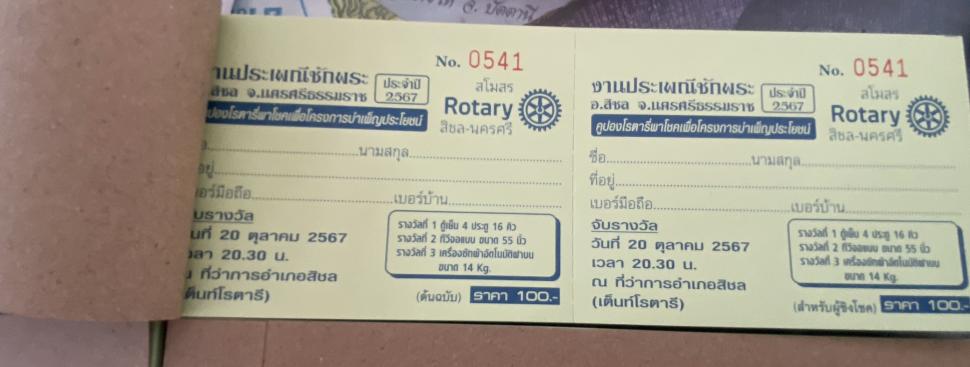 จ. ปัตตานี
No. 0541
านประเพณีชักพระ
.สิชล จ.นครศรีธรรมราช
ประจำปี
2567
สโมสร
Rotary
สิชล-นครศรี
ปองโรตารี่พาโชคเพื่อโครงการบำเพ็ญประโยชน์
นามสกุล
อยู่
อร์มือถือ
เบอร์บ้าน
ับรางวัล
นที่ 20 ตุลาคม 2567
วลา 20.30 น.
ที่ว่าการอำเภอสิชล
ต็นท์โรตารี)
รางวัลที่ 1 ตู้เย็น 4 ประตู 16 คิว
รางวัลที่ 2 ทีวีจอแบน ขนาด 55 นิ้ว
รางวัลที่ 3 เครื่องซักผ้าอัตโนมัติฝาบน
ขนาด 14 Kg.
(ต้นฉบับ) ราคา 100.-
No. 0541
งานประเพณีชักพระ
อ.สิชล จ.นครศรีธรรมราช
ประจำปี
2567
สโมสร
Rotary
สิชล-นครศรี
คูปองโรตารี่พาโชคเพื่อโครงการบำเพ็ญประโยชน์
ชื่อ นามสกุล
ที่อยู่
เบอร์มือถือ เบอร์บ้าน
จับรางวัล
วันที่ 20 ตุลาคม 2567
เวลา 20.30 น.
ณ ที่ว่าการอำเภอสิชล
(เต็นท์โรตารี)
รางวัลที่ 1 ตู้เย็น 4 ประตู 16 คิว
รางวัลที่ 2 ทีวีจอแบน ขนาด 55 นิ้ว
รางวัลที่ 3 เครื่องซักผ้าอัตโนมัติฝาบน
ขนาด 14 Kg.
(สำหรับผู้ชิงโชค) ราคา 100.-